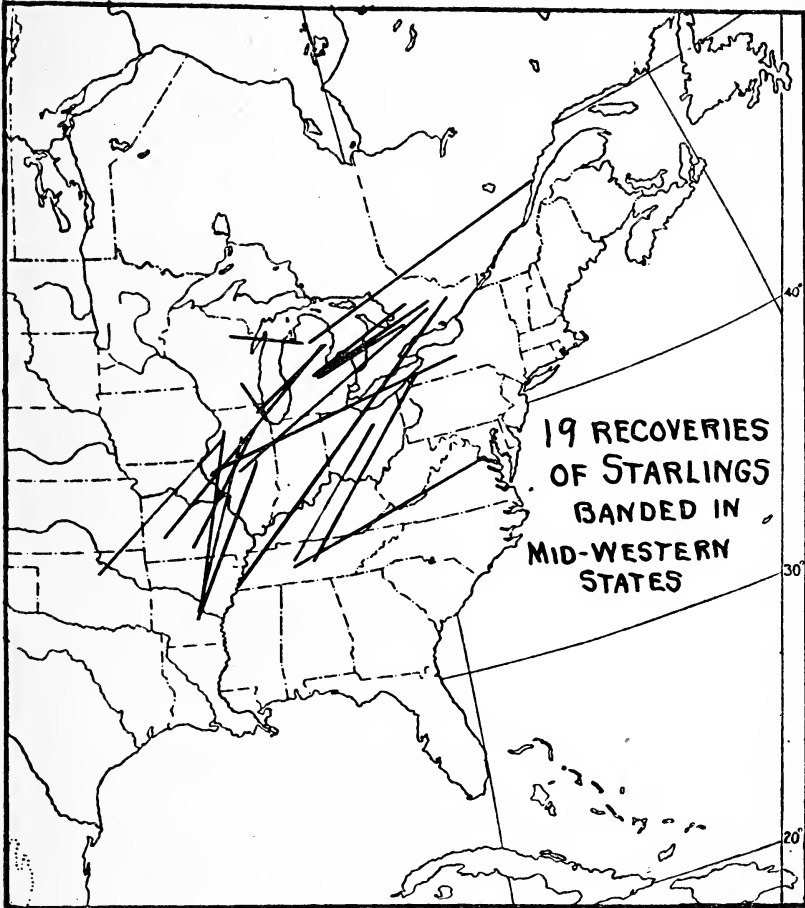 40°
19 RECOVERIES
OF STARLINGS
BANDED IN
MID-WESTERN
STATES
30°
20°